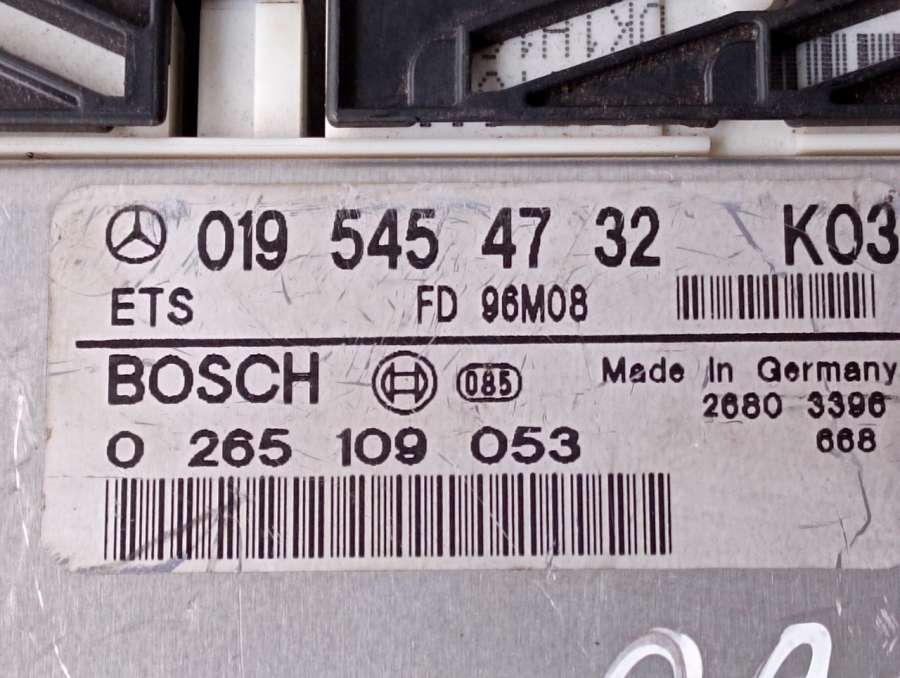 019 545 47 32 K03
ETS FD 96M08
BOSCH 085 Made In Germany
2680 3396
0 265 109 053 668